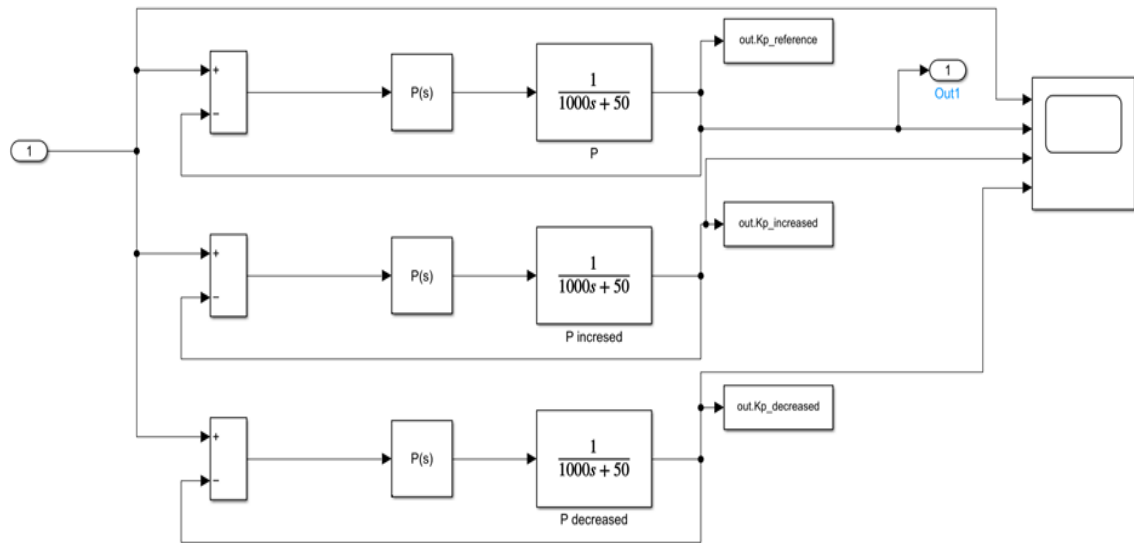 out.Kp_reference
+
−
P(s)
1
1000s + 50
P
1
Out1
1
out.Kp_increased
+
−
P(s)
1
1000s + 50
P incresed
out.Kp_decreased
+
−
P(s)
1
1000s + 50
P decreased